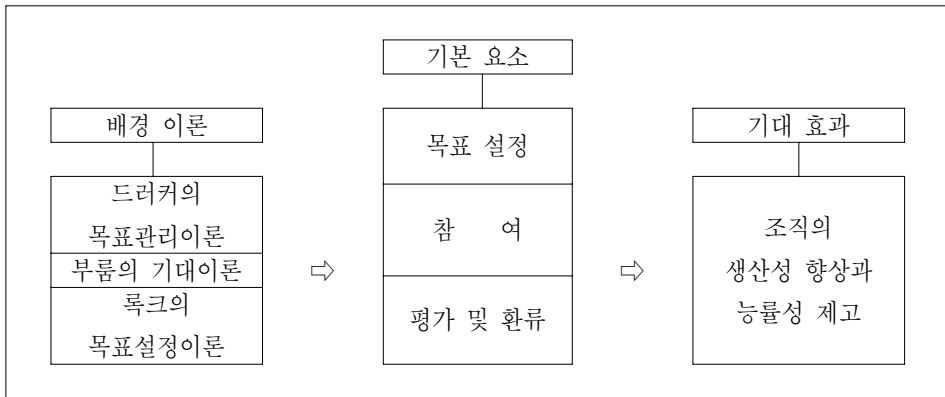 배경 이론
드러커의
목표관리이론
부룸의 기대이론
록크의
목표설정이론
⇨
기본 요소
목표 설정
참 여
평가 및 환류
⇨
기대 효과
조직의
생산성 향상과
능률성 제고